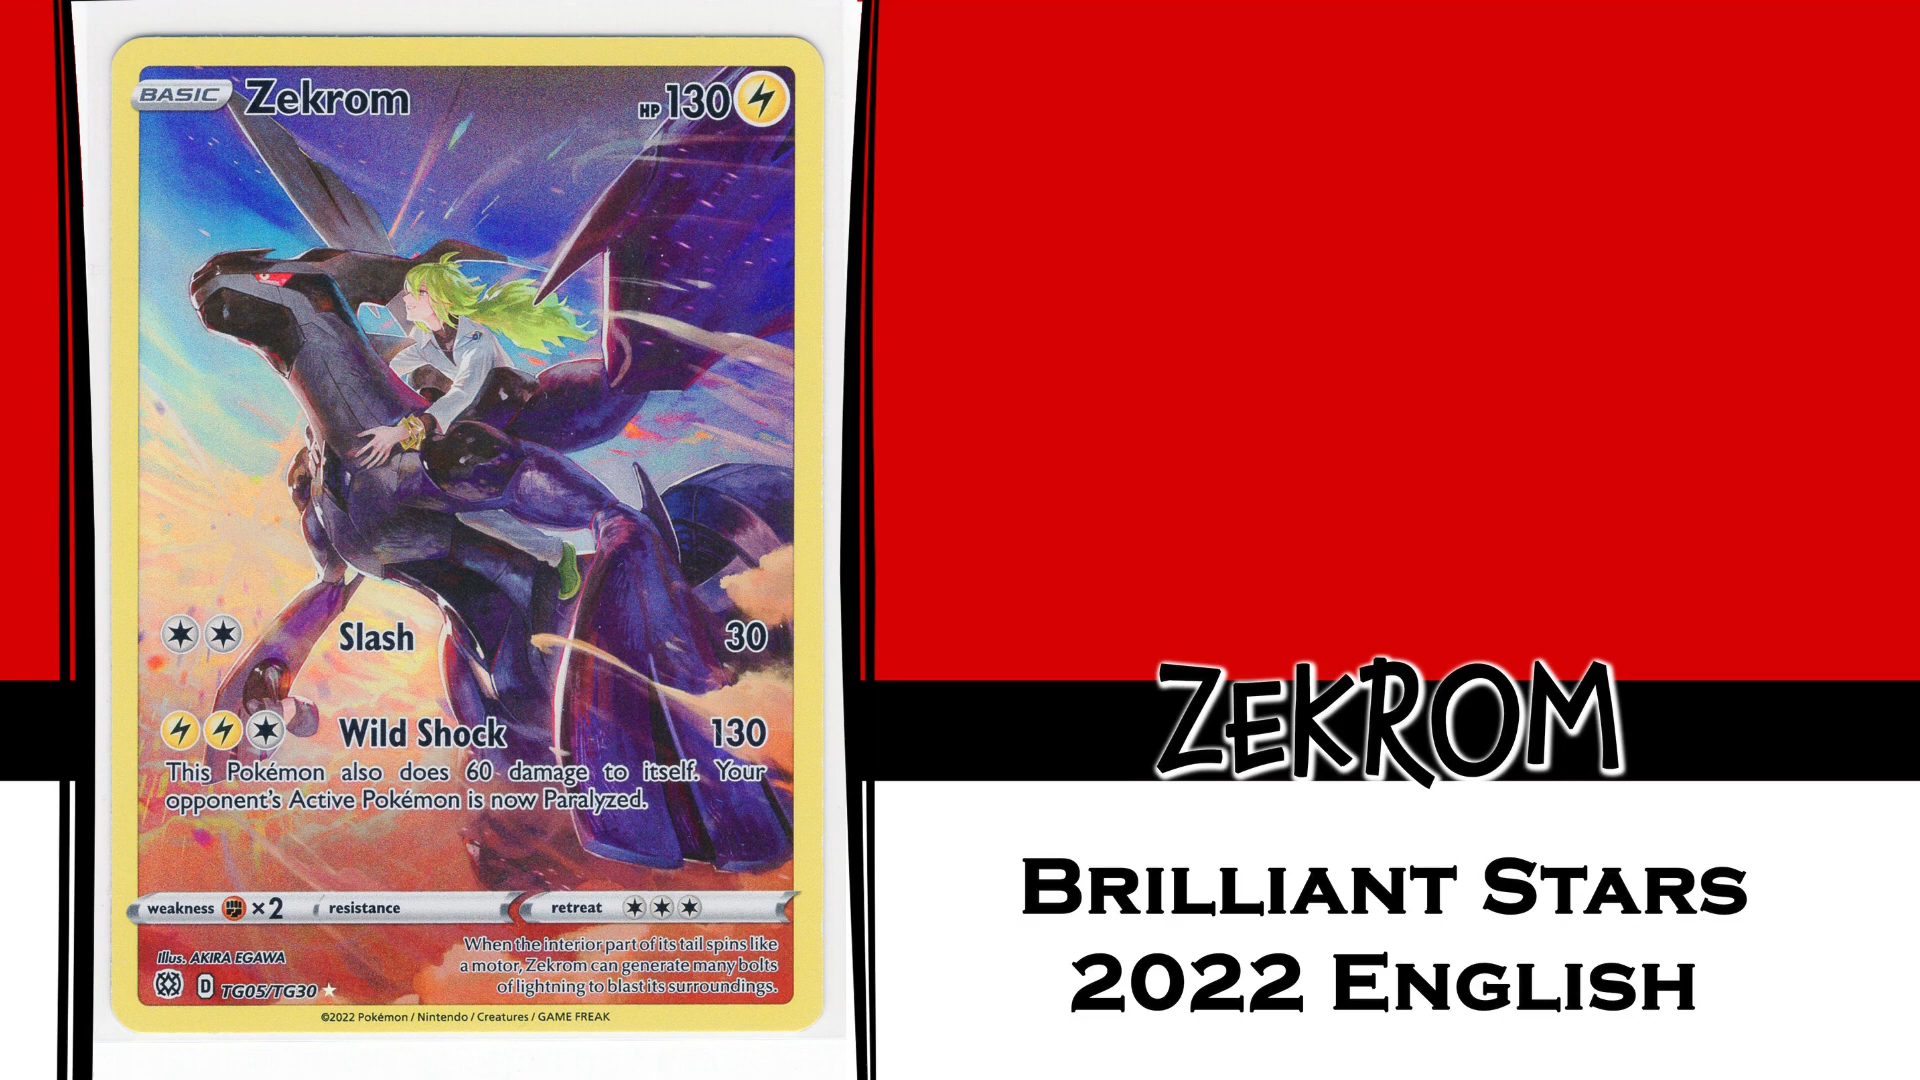 BASIC Zekrom HP 130
Slash 30
Wild Shock 130
This Pokémon also does 60 damage to itself. Your
opponent's Active Pokémon is now Paralyzed.
weakness ×2 resistance retreat
Illus. AKIRA EGAWA
D TG05/TG30
When the interior part of its tail spins like
a motor, Zekrom can generate many bolts
of lightning to blast its surroundings.
©2022 Pokémon / Nintendo / Creatures / GAME FREAK
ZEKROM
Brilliant Stars
2022 English